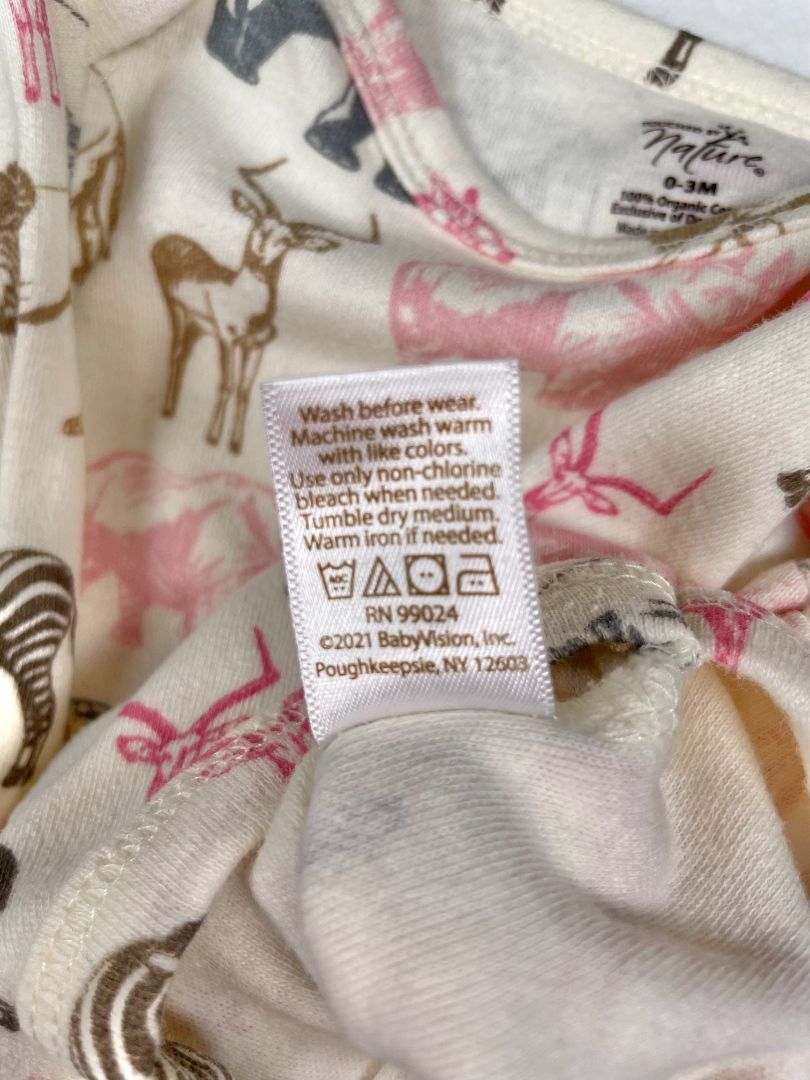 Nature®
0-3M
100% Organic
Exclusive of
Made in
Wash before wear.
Machine wash warm
with like colors.
Use only non-chlorine
bleach when needed.
Tumble dry medium.
Warm iron if needed.
RN 99024
©2021 BabyVision, Inc.
Poughkeepsie, NY 12603